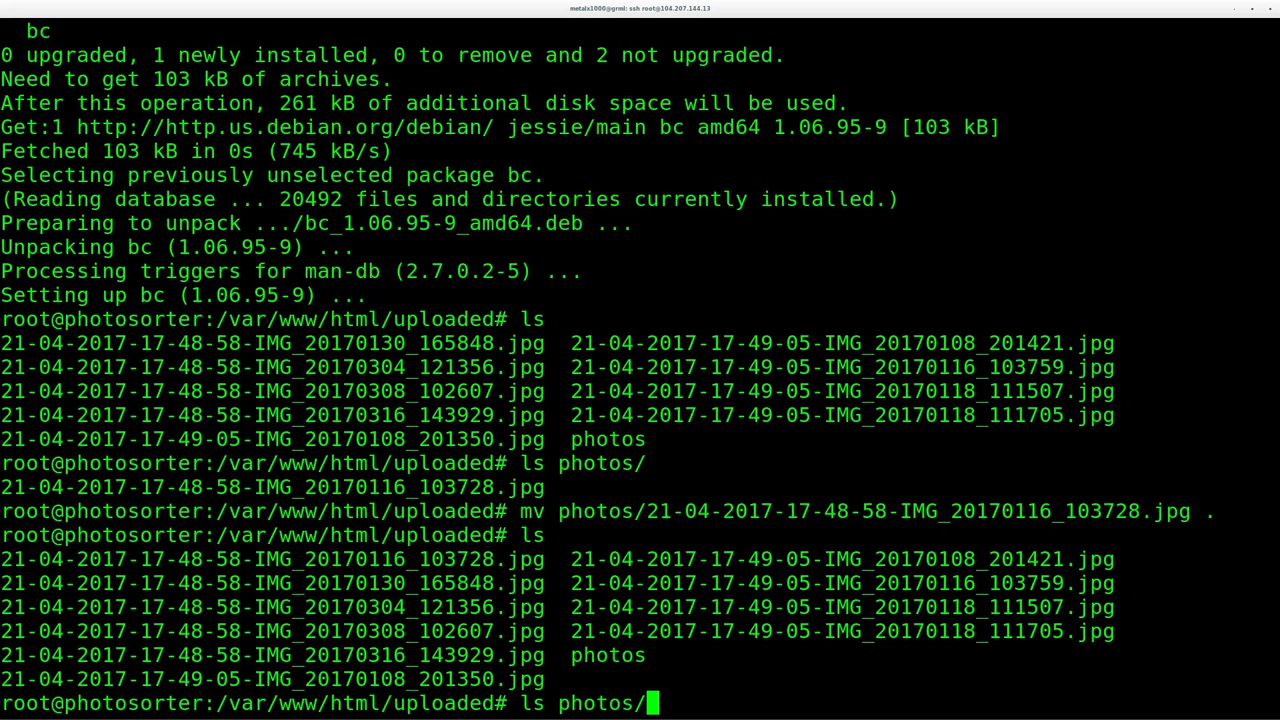 metalx1000@grml: ssh root@104.207.144.13
bc
0 upgraded, 1 newly installed, 0 to remove and 2 not upgraded.
Need to get 103 kB of archives.
After this operation, 261 kB of additional disk space will be used.
Get:1 http://http.us.debian.org/debian/ jessie/main bc amd64 1.06.95-9 [103 kB]
Fetched 103 kB in 0s (745 kB/s)
Selecting previously unselected package bc.
(Reading database ... 20492 files and directories currently installed.)
Preparing to unpack .../bc_1.06.95-9_amd64.deb ...
Unpacking bc (1.06.95-9) ...
Processing triggers for man-db (2.7.0.2-5) ...
Setting up bc (1.06.95-9) ...
root@photosorter:/var/www/html/uploaded# ls
21-04-2017-17-48-58-IMG_20170130_165848.jpg  21-04-2017-17-49-05-IMG_20170108_201421.jpg
21-04-2017-17-48-58-IMG_20170304_121356.jpg  21-04-2017-17-49-05-IMG_20170116_103759.jpg
21-04-2017-17-48-58-IMG_20170308_102607.jpg  21-04-2017-17-49-05-IMG_20170118_111507.jpg
21-04-2017-17-48-58-IMG_20170316_143929.jpg  21-04-2017-17-49-05-IMG_20170118_111705.jpg
21-04-2017-17-49-05-IMG_20170108_201350.jpg  photos
root@photosorter:/var/www/html/uploaded# ls photos/
21-04-2017-17-48-58-IMG_20170116_103728.jpg
root@photosorter:/var/www/html/uploaded# mv photos/21-04-2017-17-48-58-IMG_20170116_103728.jpg .
root@photosorter:/var/www/html/uploaded# ls
21-04-2017-17-48-58-IMG_20170116_103728.jpg  21-04-2017-17-49-05-IMG_20170108_201421.jpg
21-04-2017-17-48-58-IMG_20170130_165848.jpg  21-04-2017-17-49-05-IMG_20170116_103759.jpg
21-04-2017-17-48-58-IMG_20170304_121356.jpg  21-04-2017-17-49-05-IMG_20170118_111507.jpg
21-04-2017-17-48-58-IMG_20170308_102607.jpg  21-04-2017-17-49-05-IMG_20170118_111705.jpg
21-04-2017-17-48-58-IMG_20170316_143929.jpg  photos
21-04-2017-17-49-05-IMG_20170108_201350.jpg
root@photosorter:/var/www/html/uploaded# ls photos/